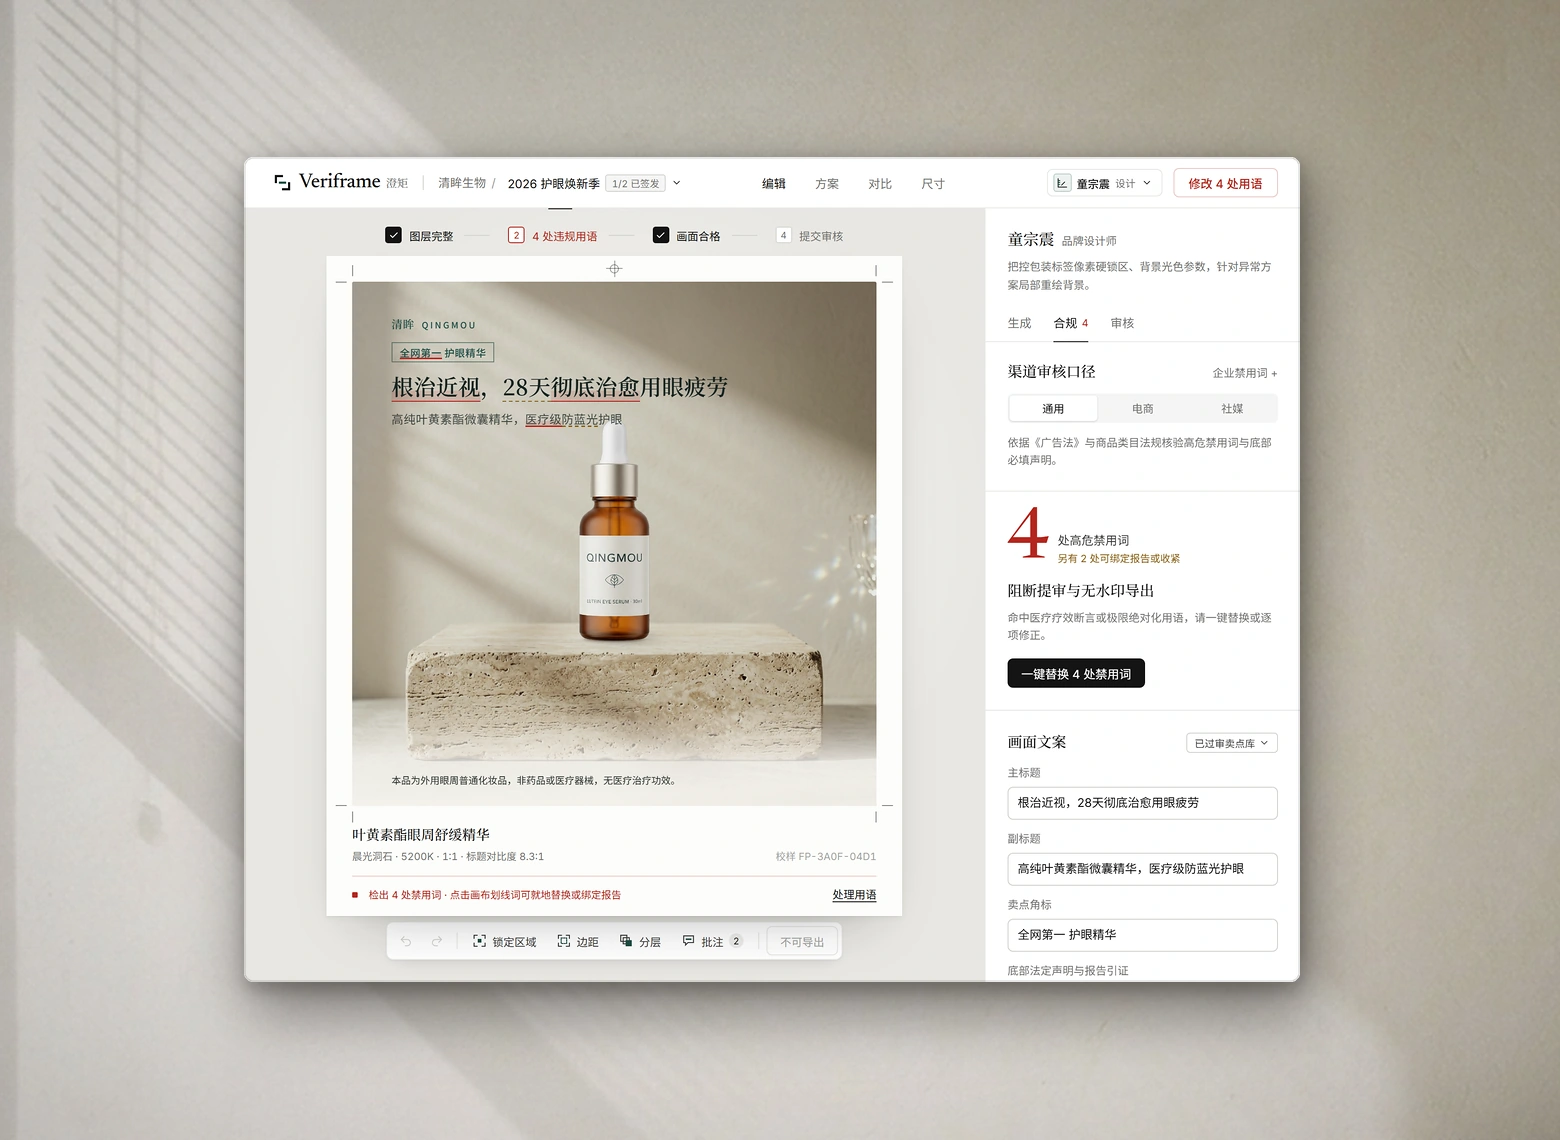 Veriframe 澄矩
清眸生物 / 2026 护眼焕新季 1/2 已签发
编辑 方案 对比 尺寸
童宗震 设计
修改 4 处用语
图层完整
2 4 处违规用语
画面合格
4 提交审核
清眸 QINGMOU
全网第一 护眼精华
根治近视，28天彻底治愈用眼疲劳
高纯叶黄素酯微囊精华，医疗级防蓝光护眼
QINGMOU
LUTEIN EYE SERUM · 30ml
本品为外用眼周普通化妆品，非药品或医疗器械，无医疗治疗功效。
叶黄素酯眼周舒缓精华
晨光洞石 · 5200K · 1:1 · 标题对比度 8.3:1
校样 FP-3A0F-04D1
检出 4 处禁用词 · 点击画布划线词可就地替换或绑定报告
处理用语
锁定区域 边距 分层 批注 2 不可导出
童宗震 品牌设计师
把控包装标签像素硬锁区、背景光色参数，针对异常方
案局部重绘背景。
生成 合规 4 审核
渠道审核口径 企业禁用词 +
通用 电商 社媒
依据《广告法》与商品类目法规核验高危禁用词与底部
必填声明。
4 处高危禁用词
另有 2 处可绑定报告或收紧
阻断提审与无水印导出
命中医疗疗效断言或极限绝对化用语，请一键替换或逐
项修正。
一键替换 4 处禁用词
画面文案 已过审卖点库
主标题
根治近视，28天彻底治愈用眼疲劳
副标题
高纯叶黄素酯微囊精华，医疗级防蓝光护眼
卖点角标
全网第一 护眼精华
底部法定声明与报告引证